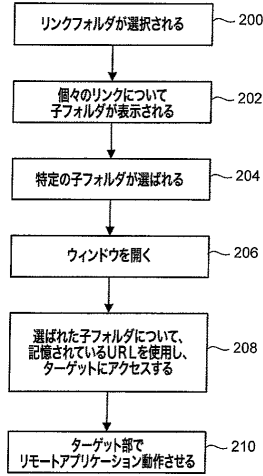 リンクフォルダが選択される
200
個々のリンクについて
子フォルダが表示される
202
特定の子フォルダが選ばれる
204
ウィンドウを開く
206
選ばれた子フォルダについて、
記憶されているURLを使用し、
ターゲットにアクセスする
208
ターゲット部で
リモートアプリケーション動作させる
210